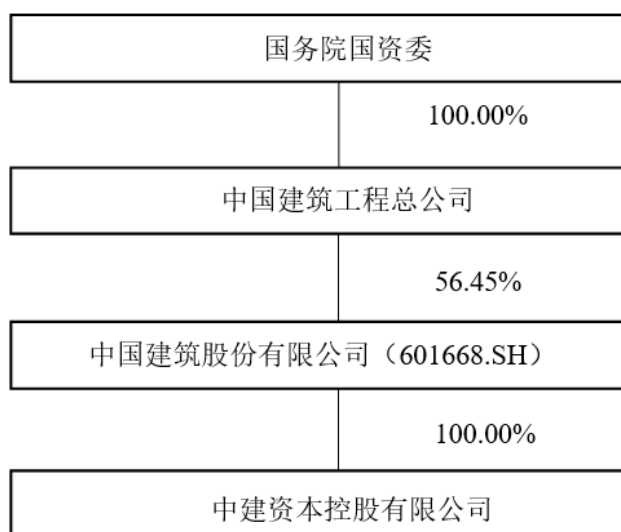 国务院国资委
100.00%
中国建筑工程总公司
56.45%
中国建筑股份有限公司（601668.SH）
100.00%
中建资本控股有限公司